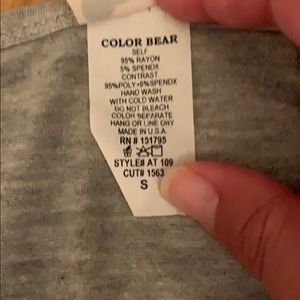 COLOR BEAR
SELF
95% RAYON
5% SPENDX
CONTRAST
95%POLY+5%SPENDX
HAND WASH
WITH COLD WATER
DO NOT BLEACH
COLOR SEPARATE
HANG OR LINE DRY
MADE IN U.S.A.
RN # 151795
STYLE# AT 109
CUT# 1563
S